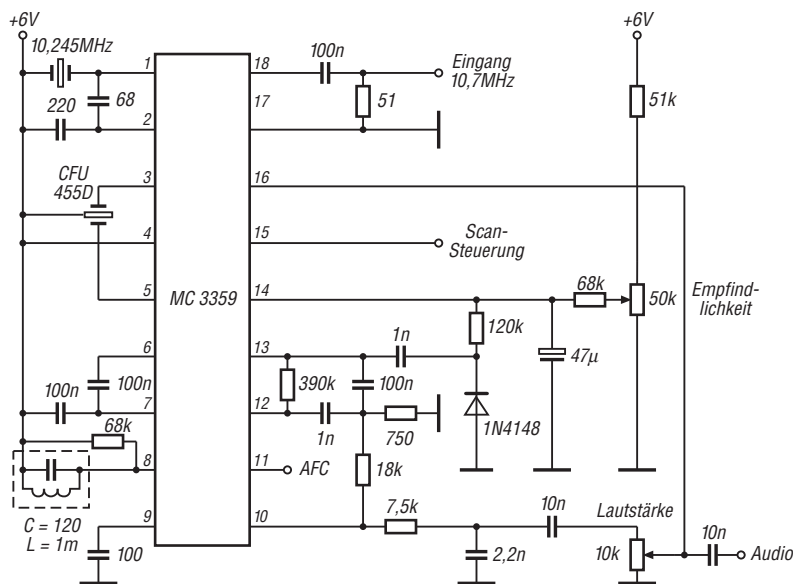 +6V
+6V
10,245MHz
1
18
100n
Eingang
10,7MHz
51k
68
51
220
17
2
CFU
455D
3
16
4
15
Scan-
Steuerung
MC 3359
5
14
68k
50k
Empfind-
lichkeit
120k
1n
6
13
47µ
100n
100n
390k
100n
7
12
1N4148
68k
1n
750
8
11
AFC
18k
C = 120
L = 1m
9
10
7,5k
10n
Lautstärke
100
2,2n
10k
10n
Audio